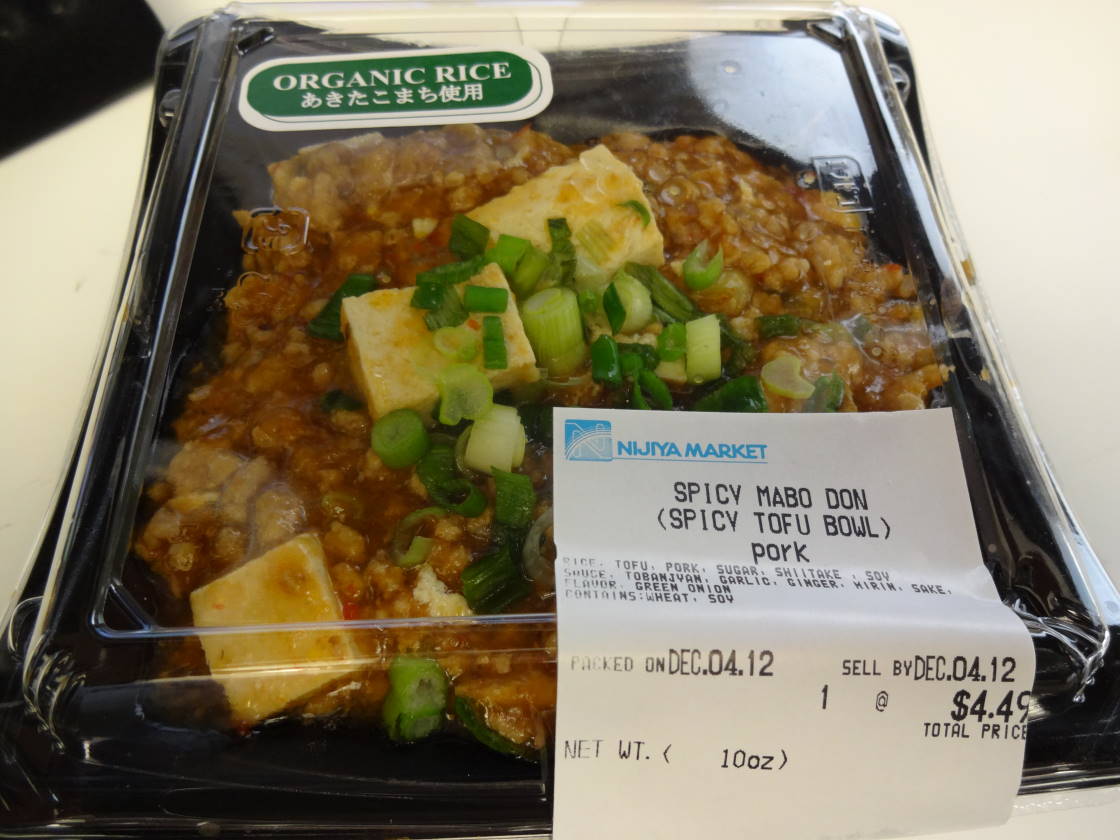 ORGANIC RICE
あきたこまち使用
NIJIYA MARKET
SPICY MABO DON
(SPICY TOFU BOWL)
pork
RICE, TOFU, PORK, SUGAR, SHIITAKE, SOY
SAUCE, TOBANJYAN, GARLIC, GINGER, MIRIN, SAKE,
FLAVOR, GREEN ONION
CONTAINS:WHEAT, SOY
PACKED ON DEC.04.12 SELL BY DEC.04.12
1 @ $4.49
TOTAL PRICE
NET WT. ( 10oz)